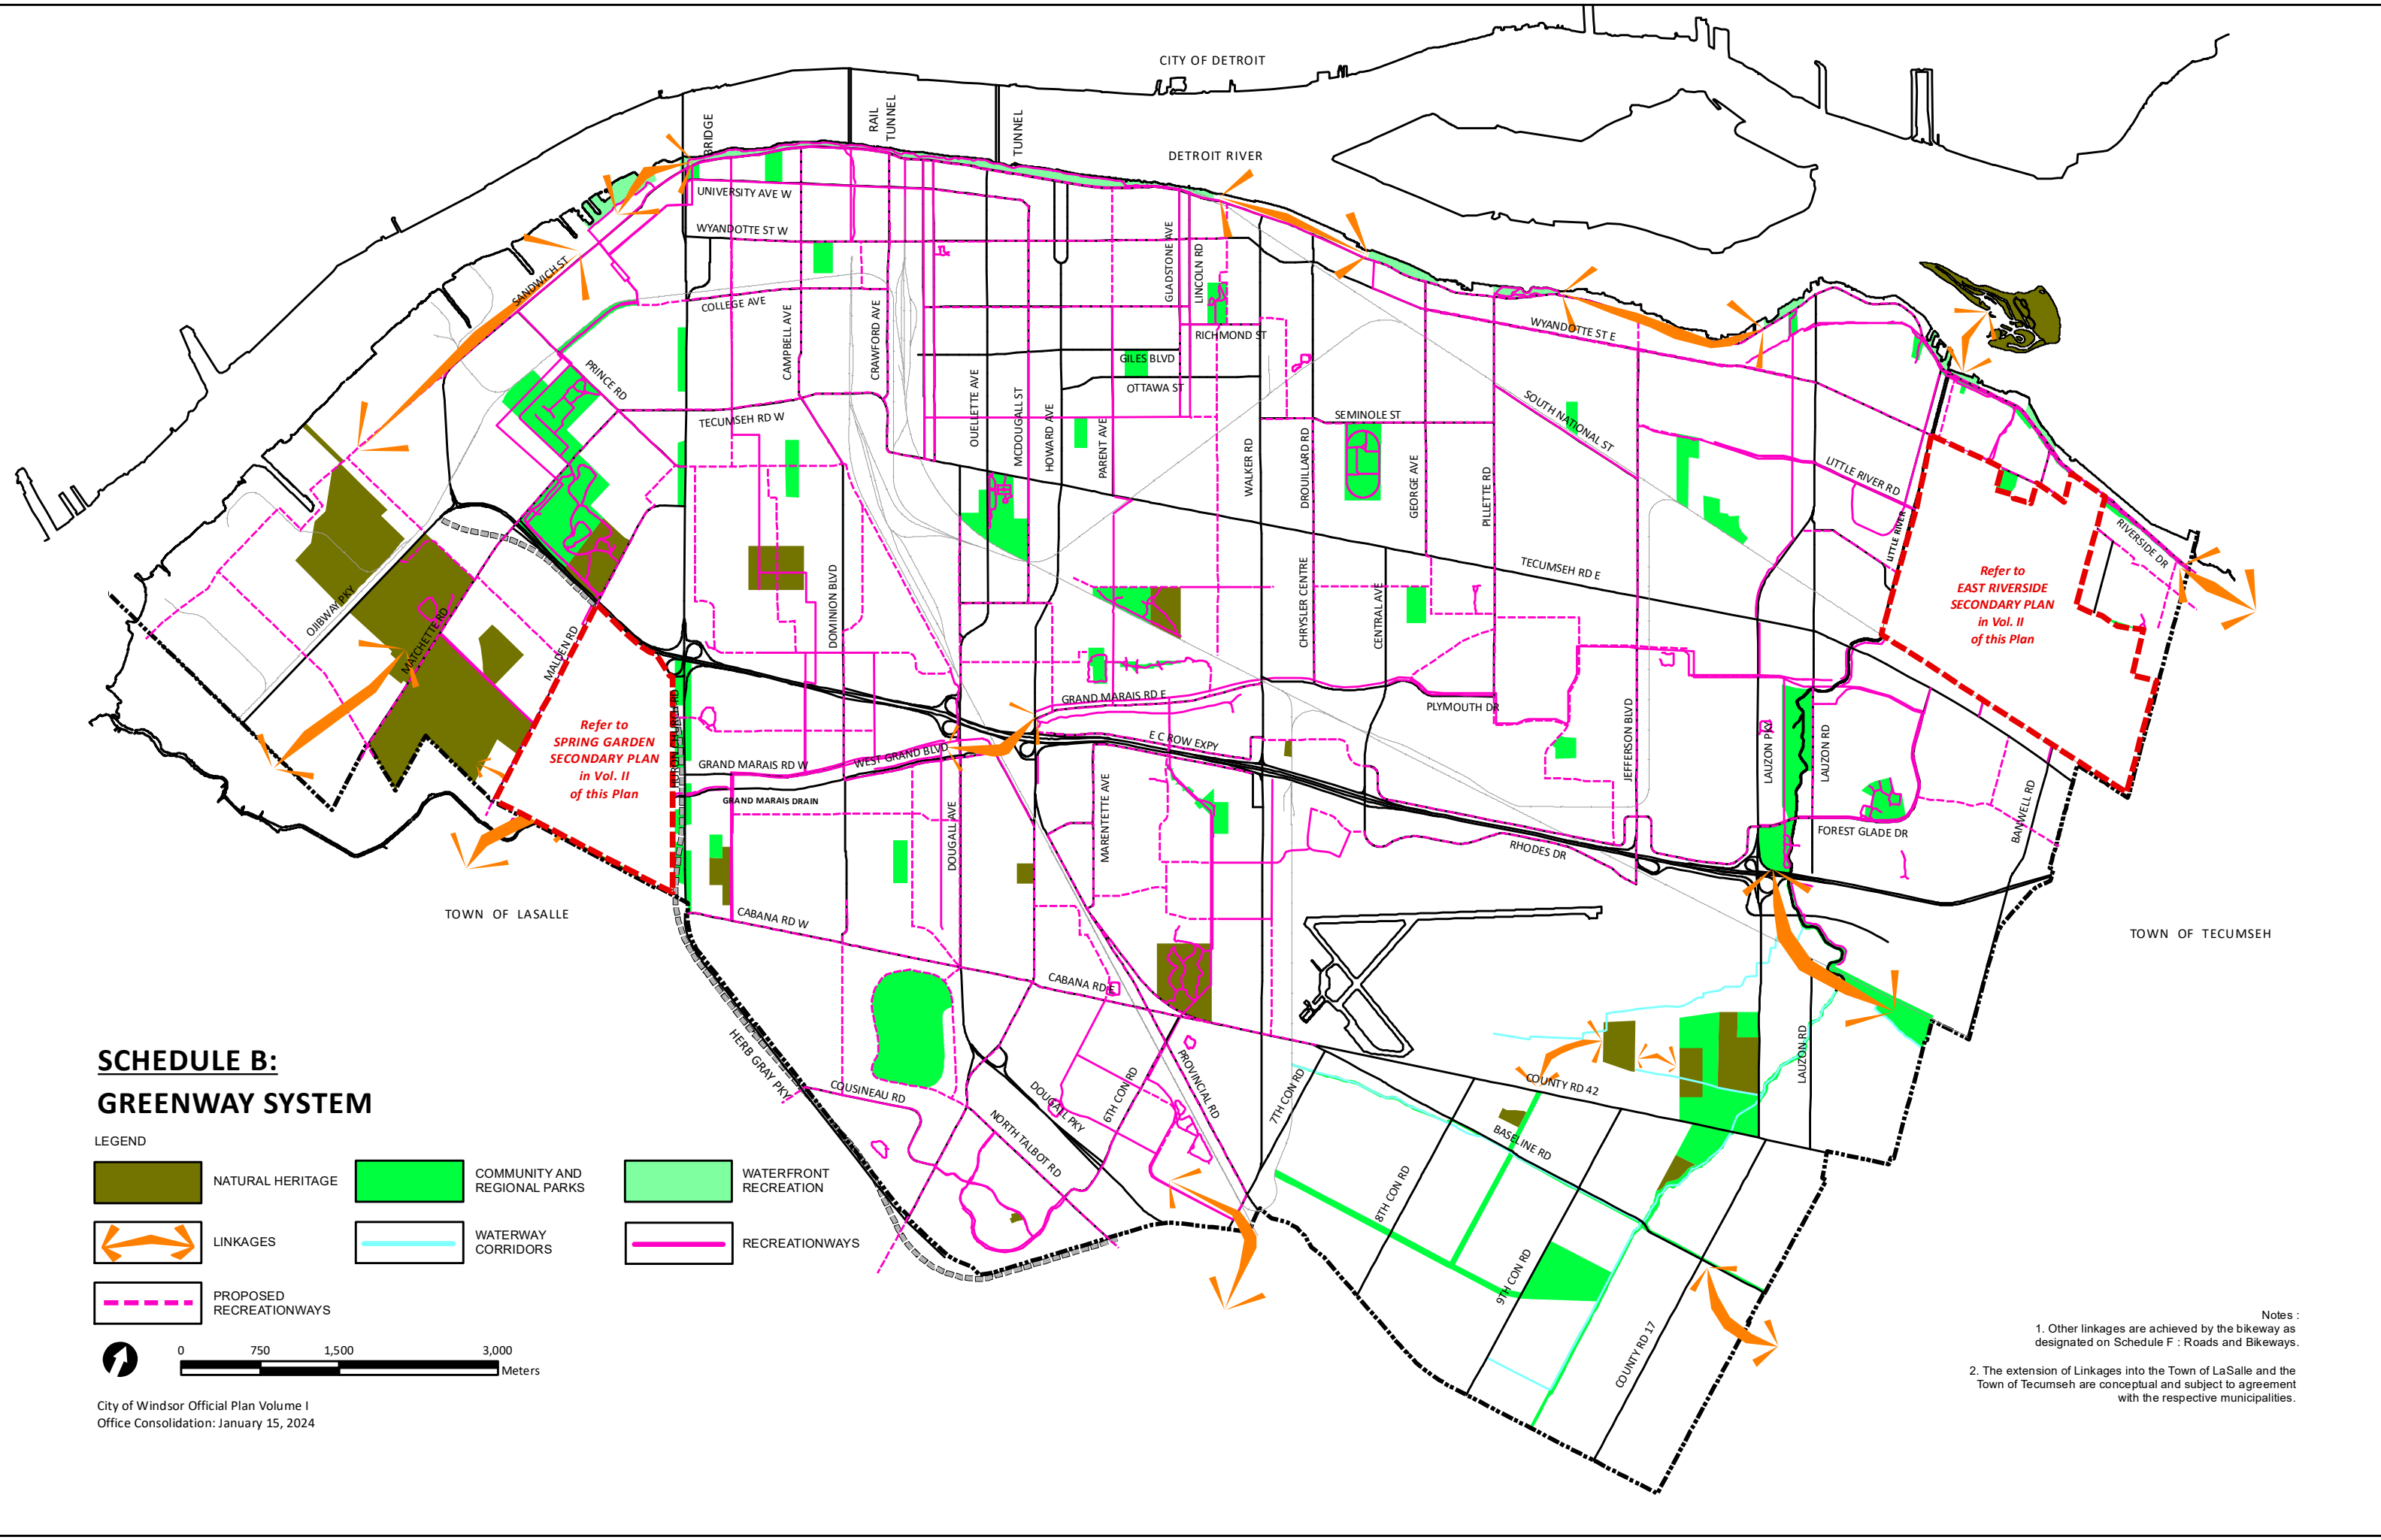 CITY OF DETROIT
DETROIT RIVER
BRIDGE
RAIL
TUNNEL
TUNNEL
UNIVERSITY AVE W
WYANDOTTE ST W
SANDWICH ST
COLLEGE AVE
CAMPBELL AVE
CRAWFORD AVE
GLADSTONE AVE
LINCOLN RD
RICHMOND ST
GILES BLVD
OTTAWA ST
WYANDOTTE ST E
PRINCE RD
TECUMSEH RD W
OUELLETTE AVE
MCDOUGALL ST
HOWARD AVE
PARENT AVE
WALKER RD
DROUILLARD RD
SEMINOLE ST
GEORGE AVE
PILLETTE RD
SOUTH NATIONAL ST
LITTLE RIVER RD
LITTLE RIVER
RIVERSIDE DR
TECUMSEH RD E
Refer to
EAST RIVERSIDE
SECONDARY PLAN
in Vol. II
of this Plan
OJIBWAY PKY
MATCHETTE RD
MALDEN RD
DOMINION BLVD
CHRYSLER CENTRE
CENTRAL AVE
Refer to
SPRING GARDEN
SECONDARY PLAN
in Vol. II
of this Plan
GRAND MARAIS RD E
PLYMOUTH DR
E C ROW EXPY
JEFFERSON BLVD
LAUZON PKY
LAUZON RD
GRAND MARAIS RD W
WEST GRAND BLVD
GRAND MARAIS DRAIN
DOUGALL AVE
MARENTETTE AVE
FOREST GLADE DR
BANWELL RD
RHODES DR
TOWN OF LASALLE
CABANA RD W
CABANA RD E
TOWN OF TECUMSEH
HERB GRAY PKY
COUSINEAU RD
NORTH TALBOT RD
DOUGALL PKY
6TH CON RD
PROVINCIAL RD
7TH CON RD
COUNTY RD 42
LAUZON RD
BASELINE RD
8TH CON RD
9TH CON RD
COUNTY RD 17
SCHEDULE B:
GREENWAY SYSTEM
LEGEND
NATURAL HERITAGE
COMMUNITY AND
REGIONAL PARKS
WATERFRONT
RECREATION
LINKAGES
WATERWAY
CORRIDORS
RECREATIONWAYS
PROPOSED
RECREATIONWAYS
0 750 1,500 3,000
Meters
City of Windsor Official Plan Volume I
Office Consolidation: January 15, 2024
Notes :
1. Other linkages are achieved by the bikeway as
designated on Schedule F : Roads and Bikeways.
2. The extension of Linkages into the Town of LaSalle and the
Town of Tecumseh are conceptual and subject to agreement
with the respective municipalities.